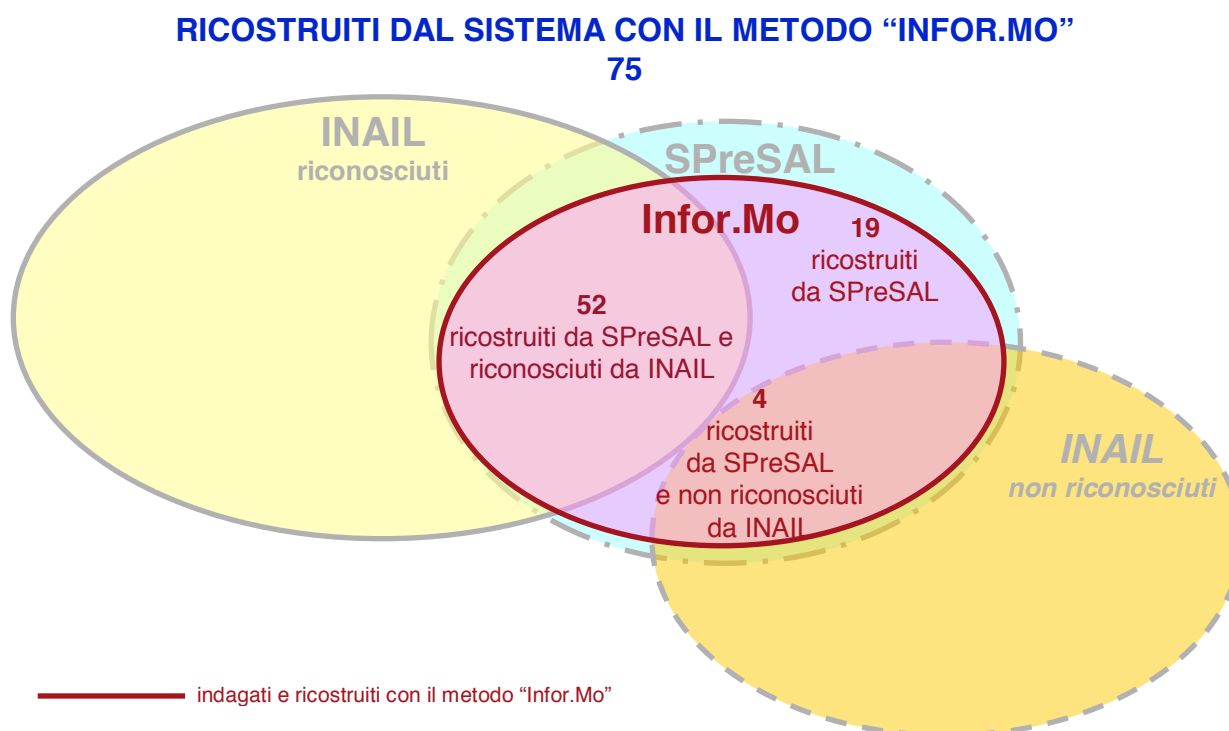 RICOSTRUITI DAL SISTEMA CON IL METODO “INFOR.MO”
75
INAIL
riconosciuti
SPreSAL
Infor.Mo
19
ricostruiti
da SPreSAL
52
ricostruiti da SPreSAL e
riconosciuti da INAIL
4
ricostruiti
da SPreSAL
e non riconosciuti
da INAIL
INAIL
non riconosciuti
indagati e ricostruiti con il metodo “Infor.Mo”